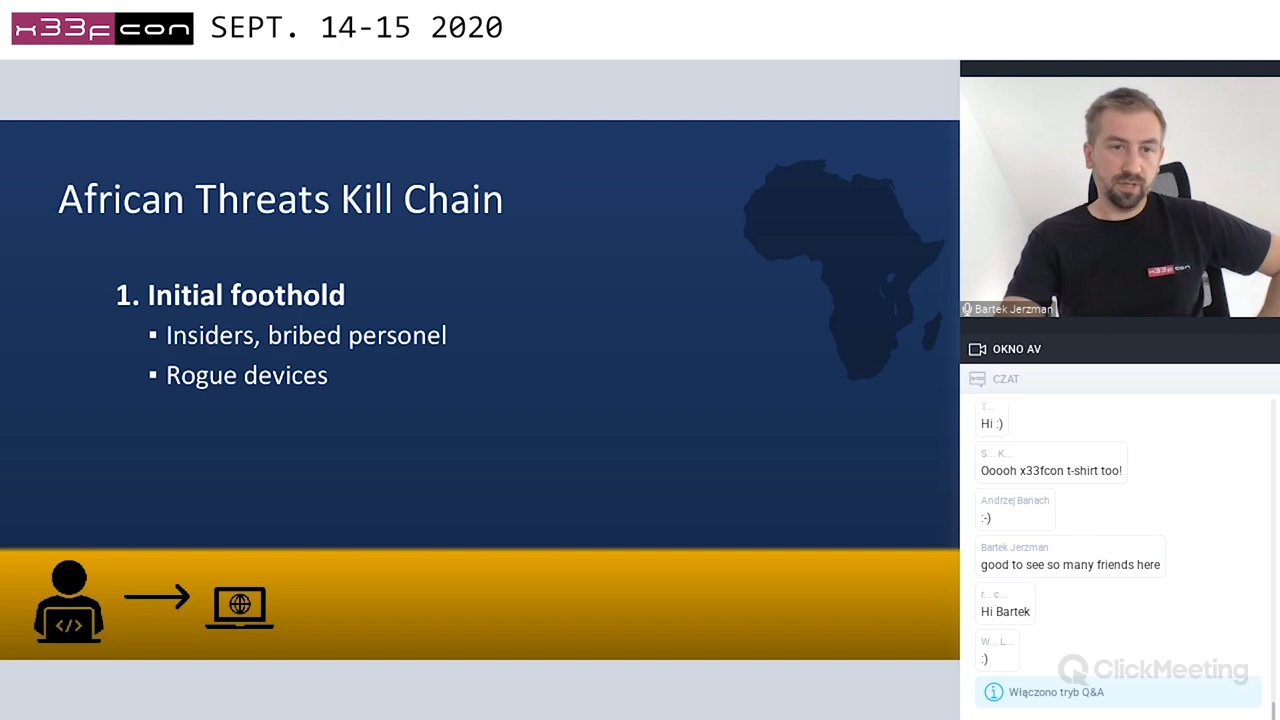 x33fcon SEPT. 14-15 2020
African Threats Kill Chain
1. Initial foothold
▪ Insiders, bribed personel
▪ Rogue devices
</>
x33fcon
Bartek Jerzman
OKNO AV
CZAT
T...
Hi :)
S... K...
Ooooh x33fcon t-shirt too!
Andrzej Banach
:-)
Bartek Jerzman
good to see so many friends here
r... c...
Hi Bartek
W... L...
:)
ClickMeeting
Włączono tryb Q&A